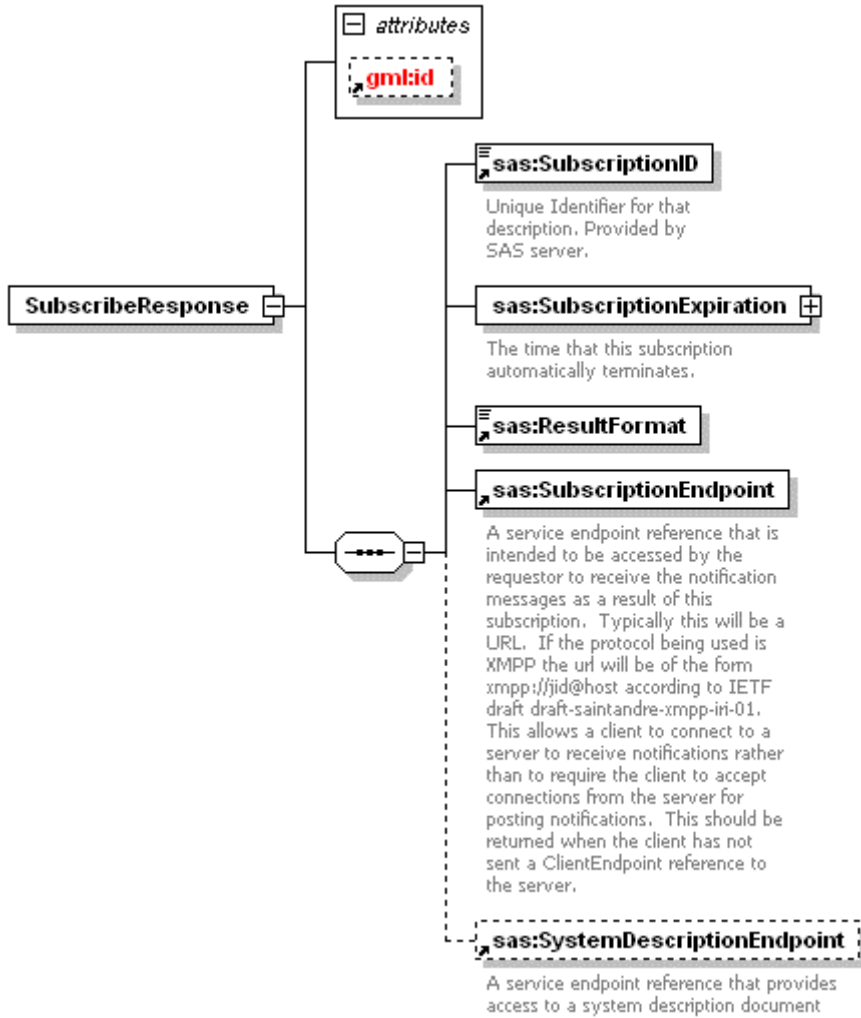 attributes
gml:id
sas:SubscriptionID
Unique Identifier for that
description. Provided by
SAS server.
SubscribeResponse
sas:SubscriptionExpiration
The time that this subscription
automatically terminates.
sas:ResultFormat
sas:SubscriptionEndpoint
A service endpoint reference that is
intended to be accessed by the
requestor to receive the notification
messages as a result of this
subscription.  Typically this will be a
URL.  If the protocol being used is
XMPP the url will be of the form
xmpp://jid@host according to IETF
draft draft-saintandre-xmpp-iri-01.
This allows a client to connect to a
server to receive notifications rather
than to require the client to accept
connections from the server for
posting notifications.  This should be
returned when the client has not
sent a ClientEndpoint reference to
the server.
sas:SystemDescriptionEndpoint
A service endpoint reference that provides
access to a system description document